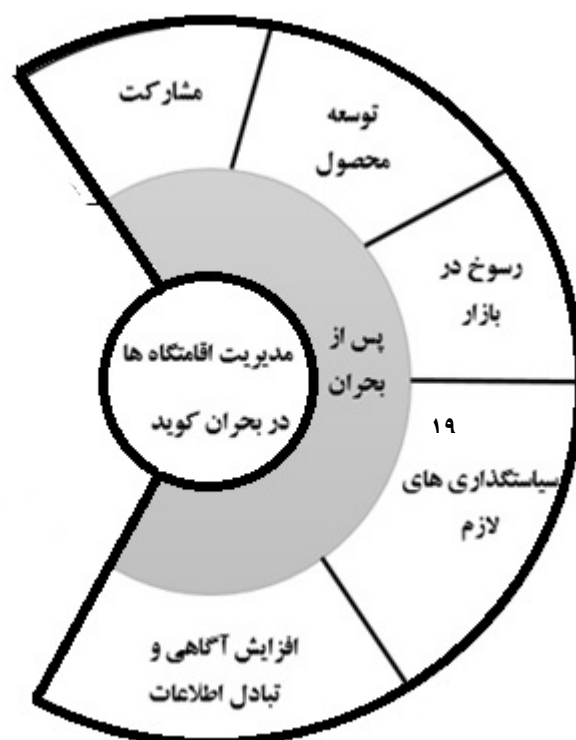 مشارکت
توسعه
محصول
رسوخ در
بازار
پس از
بحران
مدیریت اقامتگاه ها
در بحران کوید
۱۹
سیاستگذاری های
لازم
افزایش آگاهی و
تبادل اطلاعات